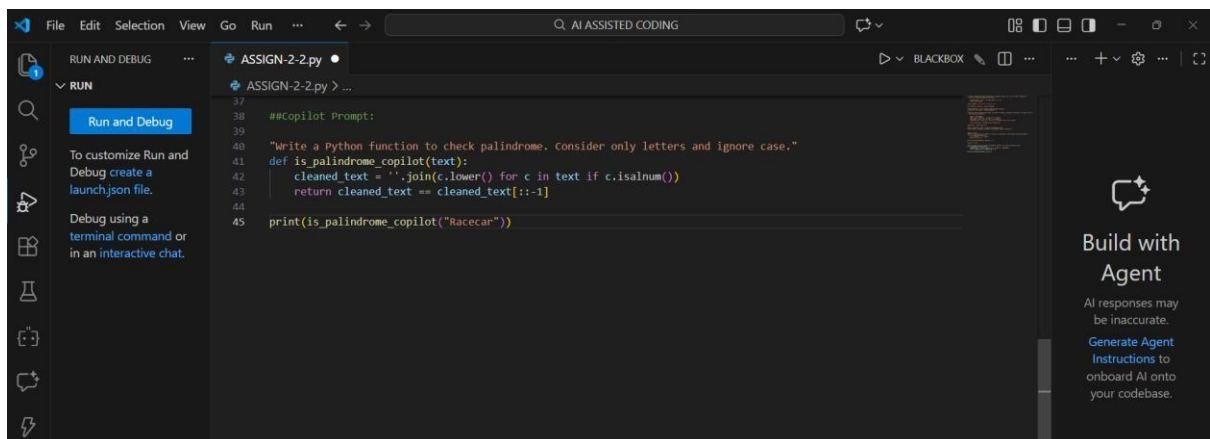 File Edit Selection View Go Run ... AI ASSISTED CODING
RUN AND DEBUG ...
RUN
Run and Debug
To customize Run and
Debug create a
launch.json file.
Debug using a
terminal command or
in an interactive chat.
1
ASSIGN-2-2.py
BLACKBOX
ASSIGN-2-2.py > ...
37
38 ##Copilot Prompt:
39
40 "Write a Python function to check palindrome. Consider only letters and ignore case."
41 def is_palindrome_copilot(text):
42 cleaned_text = ''.join(c.lower() for c in text if c.isalnum())
43 return cleaned_text == cleaned_text[::-1]
44
45 print(is_palindrome_copilot("Racecar"))
Build with
Agent
AI responses may
be inaccurate.
Generate Agent
Instructions to
onboard AI onto
your codebase.